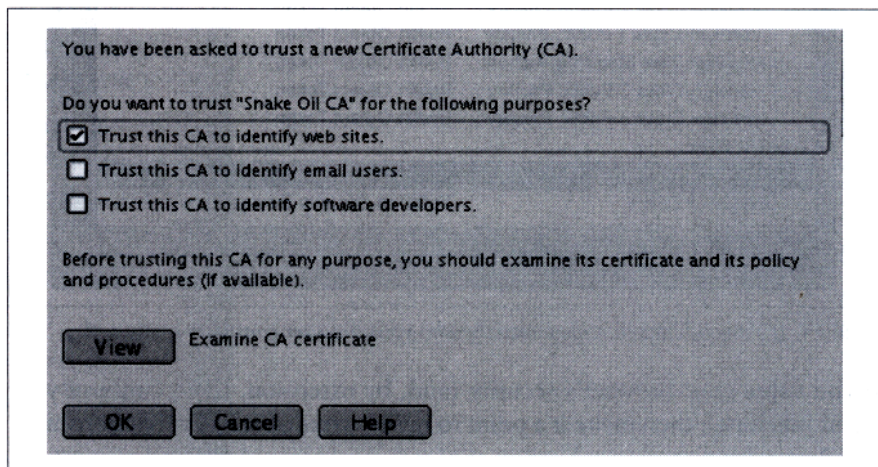 You have been asked to trust a new Certificate Authority (CA).
Do you want to trust "Snake Oil CA" for the following purposes?
Trust this CA to identify web sites.
Trust this CA to identify email users.
Trust this CA to identify software developers.
Before trusting this CA for any purpose, you should examine its certificate and its policy
and procedures (if available).
View Examine CA certificate
OK Cancel Help